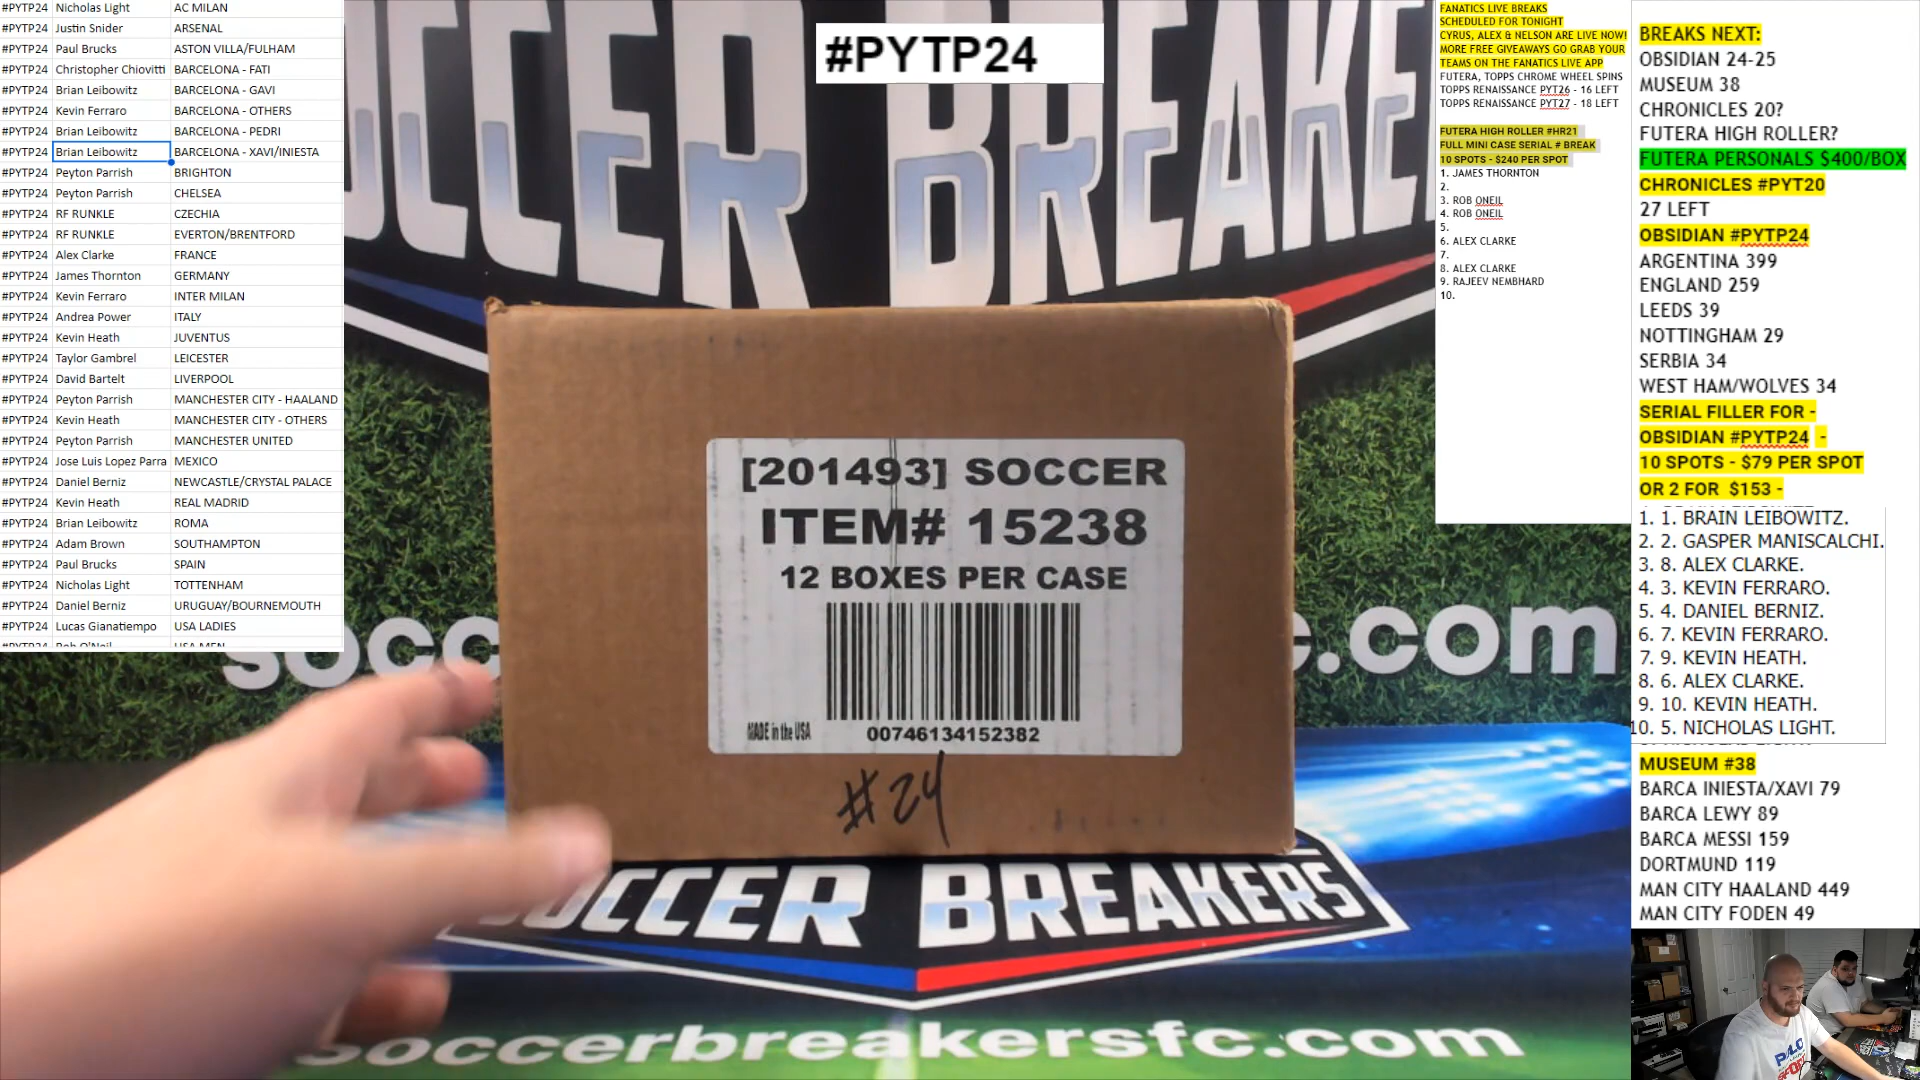 #PYTP24 Nicholas Light AC MILAN
#PYTP24 Justin Snider ARSENAL
#PYTP24 Paul Brucks ASTON VILLA/FULHAM
#PYTP24 Christopher Chiovitti BARCELONA - FATI
#PYTP24 Brian Leibowitz BARCELONA - GAVI
#PYTP24 Kevin Ferraro BARCELONA - OTHERS
#PYTP24 Brian Leibowitz BARCELONA - PEDRI
#PYTP24 Brian Leibowitz BARCELONA - XAVI/INIESTA
#PYTP24 Peyton Parrish BRIGHTON
#PYTP24 Peyton Parrish CHELSEA
#PYTP24 RF RUNKLE CZECHIA
#PYTP24 RF RUNKLE EVERTON/BRENTFORD
#PYTP24 Alex Clarke FRANCE
#PYTP24 James Thornton GERMANY
#PYTP24 Kevin Ferraro INTER MILAN
#PYTP24 Andrea Power ITALY
#PYTP24 Kevin Heath JUVENTUS
#PYTP24 Taylor Gambrel LEICESTER
#PYTP24 David Bartelt LIVERPOOL
#PYTP24 Peyton Parrish MANCHESTER CITY - HAALAND
#PYTP24 Kevin Heath MANCHESTER CITY - OTHERS
#PYTP24 Peyton Parrish MANCHESTER UNITED
#PYTP24 Jose Luis Lopez Parra MEXICO
#PYTP24 Daniel Berniz NEWCASTLE/CRYSTAL PALACE
#PYTP24 Kevin Heath REAL MADRID
#PYTP24 Brian Leibowitz ROMA
#PYTP24 Adam Brown SOUTHAMPTON
#PYTP24 Paul Brucks SPAIN
#PYTP24 Nicholas Light TOTTENHAM
#PYTP24 Daniel Berniz URUGUAY/BOURNEMOUTH
#PYTP24 Lucas Gianatiempo USA LADIES
#PYTP24
[201493] SOCCER
ITEM# 15238
12 BOXES PER CASE
MADE in the USA 00746134152382
#24
SOCCER BREAKERS
soccerbreakersfc.com
FANATICS LIVE BREAKS
SCHEDULED FOR TONIGHT
CYRUS, ALEX & NELSON ARE LIVE NOW!
MORE FREE GIVEAWAYS GO GRAB YOUR
TEAMS ON THE FANATICS LIVE APP
FUTERA, TOPPS CHROME WHEEL SPINS
TOPPS RENAISSANCE PYT26 - 16 LEFT
TOPPS RENAISSANCE PYT27 - 18 LEFT
FUTERA HIGH ROLLER #HR21
FULL MINI CASE SERIAL # BREAK
10 SPOTS - $240 PER SPOT
1. JAMES THORNTON
2.
3. ROB ONEIL
4. ROB ONEIL
5.
6. ALEX CLARKE
7.
8. ALEX CLARKE
9. RAJEEV NEMBHARD
10.
BREAKS NEXT:
OBSIDIAN 24-25
MUSEUM 38
CHRONICLES 20?
FUTERA HIGH ROLLER?
FUTERA PERSONALS $400/BOX
CHRONICLES #PYT20
27 LEFT
OBSIDIAN #PYTP24
ARGENTINA 399
ENGLAND 259
LEEDS 39
NOTTINGHAM 29
SERBIA 34
WEST HAM/WOLVES 34
SERIAL FILLER FOR -
OBSIDIAN #PYTP24 -
10 SPOTS - $79 PER SPOT
OR 2 FOR $153 -
1. 1. BRAIN LEIBOWITZ.
2. 2. GASPER MANISCALCHI.
3. 8. ALEX CLARKE.
4. 3. KEVIN FERRARO.
5. 4. DANIEL BERNIZ.
6. 7. KEVIN FERRARO.
7. 9. KEVIN HEATH.
8. 6. ALEX CLARKE.
9. 10. KEVIN HEATH.
10. 5. NICHOLAS LIGHT.
MUSEUM #38
BARCA INIESTA/XAVI 79
BARCA LEWY 89
BARCA MESSI 159
DORTMUND 119
MAN CITY HAALAND 449
MAN CITY FODEN 49